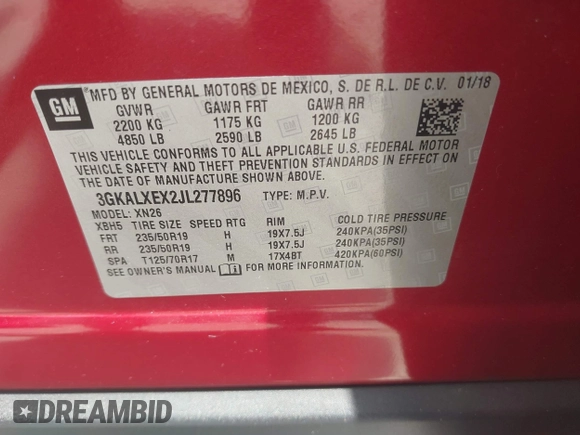 GM
MFD BY GENERAL MOTORS DE MEXICO, S. DE R.L. DE C.V. 01/18
GVWR GAWR FRT GAWR RR
2200 KG 1175 KG 1200 KG
4850 LB 2590 LB 2645 LB
THIS VEHICLE CONFORMS TO ALL APPLICABLE U.S. FEDERAL MOTOR
VEHICLE SAFETY AND THEFT PREVENTION STANDARDS IN EFFECT ON
THE DATE OF MANUFACTURE SHOWN ABOVE.
3GKALXEX2JL277896 TYPE: M.P.V.
MODEL: XN26
XBH5 TIRE SIZE SPEED RTG RIM COLD TIRE PRESSURE
FRT 235/50R19 H 19X7.5J 240KPA(35PSI)
RR 235/50R19 H 19X7.5J 240KPA(35PSI)
SPA T125/70R17 M 17X4BT 420KPA(60PSI)
SEE OWNER'S MANUAL FOR MORE INFORMATION.
DREAMBID